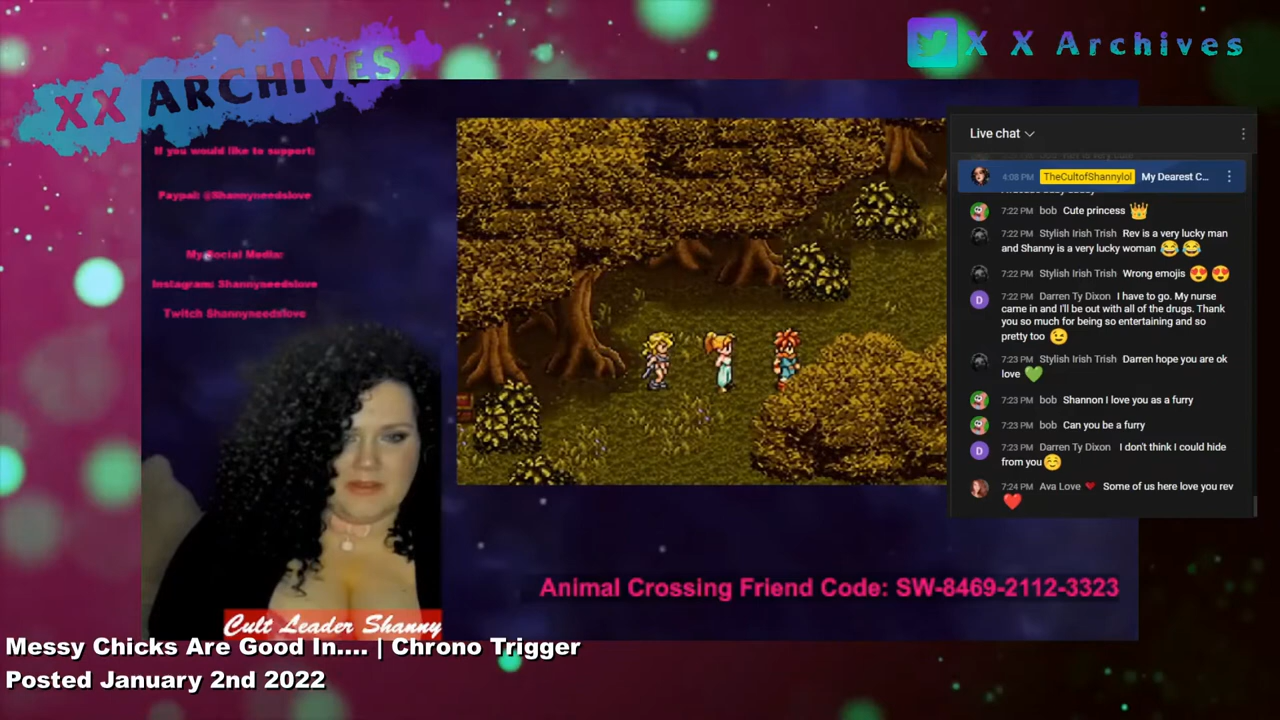 XX ARCHIVES
X X Archives
If you would like to support:
Paypal: @Shannyneedslove
My Social Media:
Instagram: Shannyneedslove
Twitch Shannyneedslove
Cult Leader Shanny
Live chat
4:08 PM TheCultofShannylol My Dearest C...
7:22 PM bob Cute princess 👑
7:22 PM Stylish Irish Trish Rev is a very lucky man
and Shanny is a very lucky woman 😂 😂
7:22 PM Stylish Irish Trish Wrong emojis 😍 😍
D
7:22 PM Darren Ty Dixon I have to go. My nurse
came in and I'll be out with all of the drugs. Thank
you so much for being so entertaining and so
pretty too 😉
7:23 PM Stylish Irish Trish Darren hope you are ok
love 💚
7:23 PM bob Shannon I love you as a furry
7:23 PM bob Can you be a furry
D
7:23 PM Darren Ty Dixon I don't think I could hide
from you ☺️
7:24 PM Ava Love ♥ Some of us here love you rev
❤️
Animal Crossing Friend Code: SW-8469-2112-3323
Messy Chicks Are Good In.... | Chrono Trigger
Posted January 2nd 2022